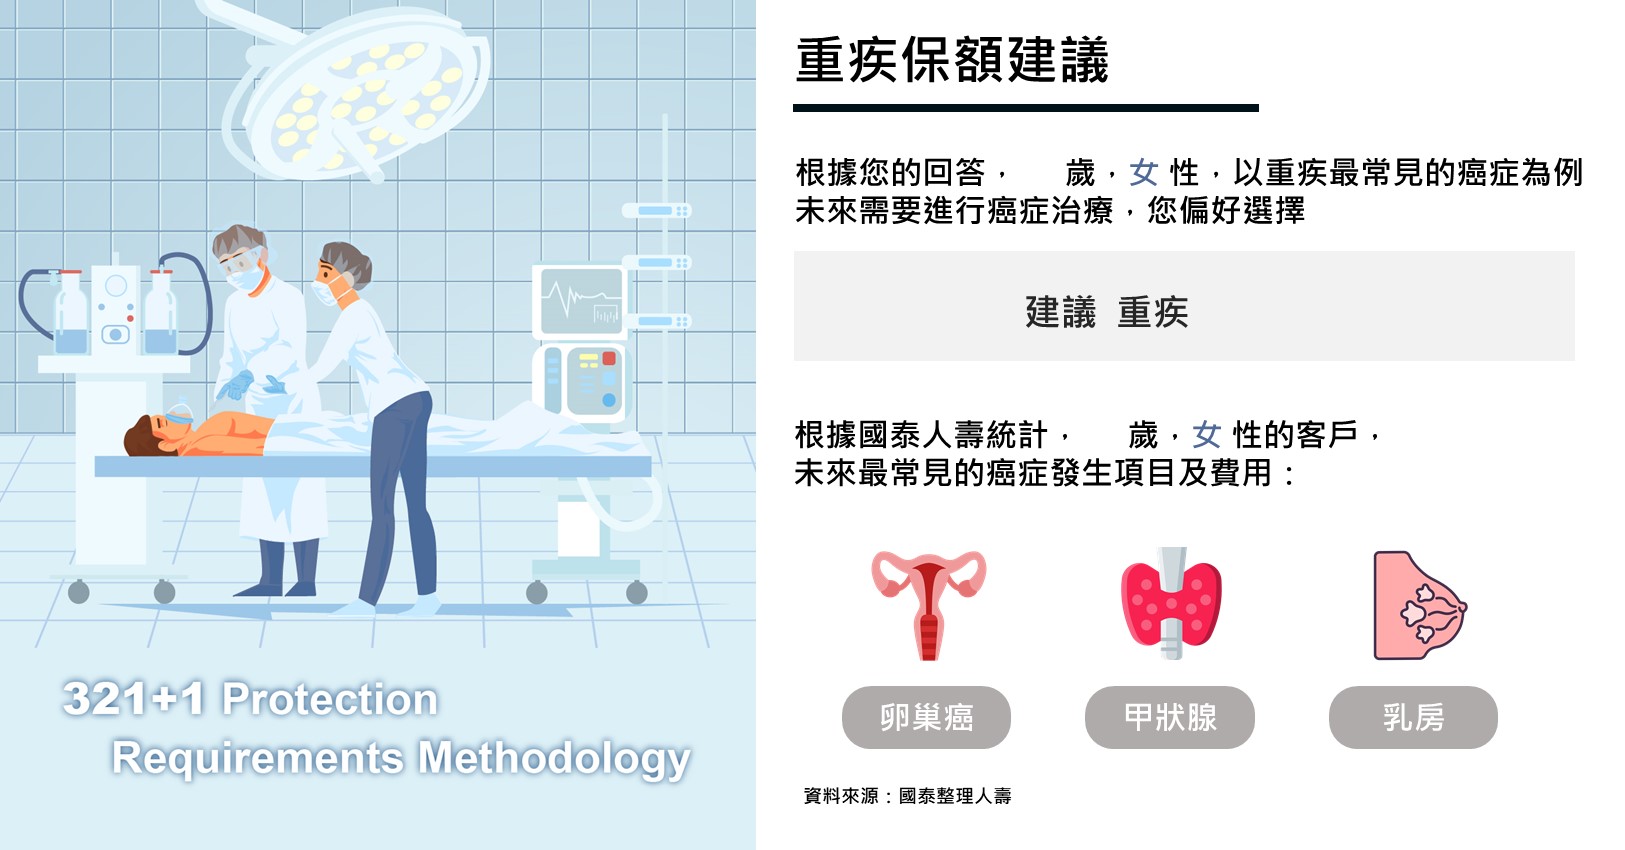 重疾保額建議
根據您的回答， 歲，女 性，以重疾最常見的癌症為例
未來需要進行癌症治療，您偏好選擇
建議 重疾
根據國泰人壽統計， 歲，女 性的客戶，
未來最常見的癌症發生項目及費用：
卵巢癌
甲狀腺
乳房
資料來源：國泰整理人壽
321+1 Protection
Requirements Methodology